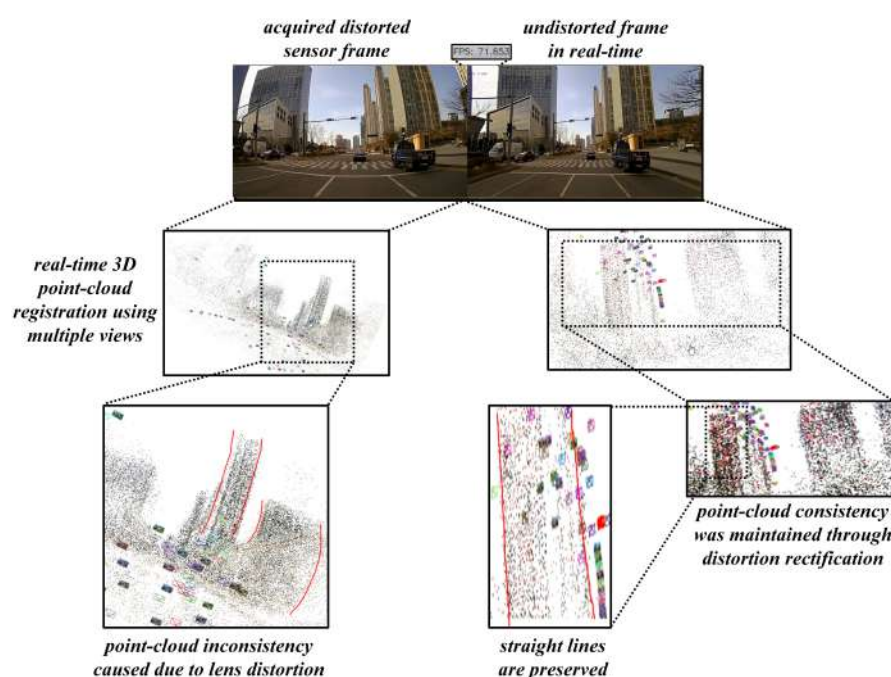 acquired distorted
sensor frame
undistorted frame
in real-time
FPS: 71.853
real-time 3D
point-cloud
registration using
multiple views
point-cloud consistency
was maintained through
distortion rectification
point-cloud inconsistency
caused due to lens distortion
straight lines
are preserved